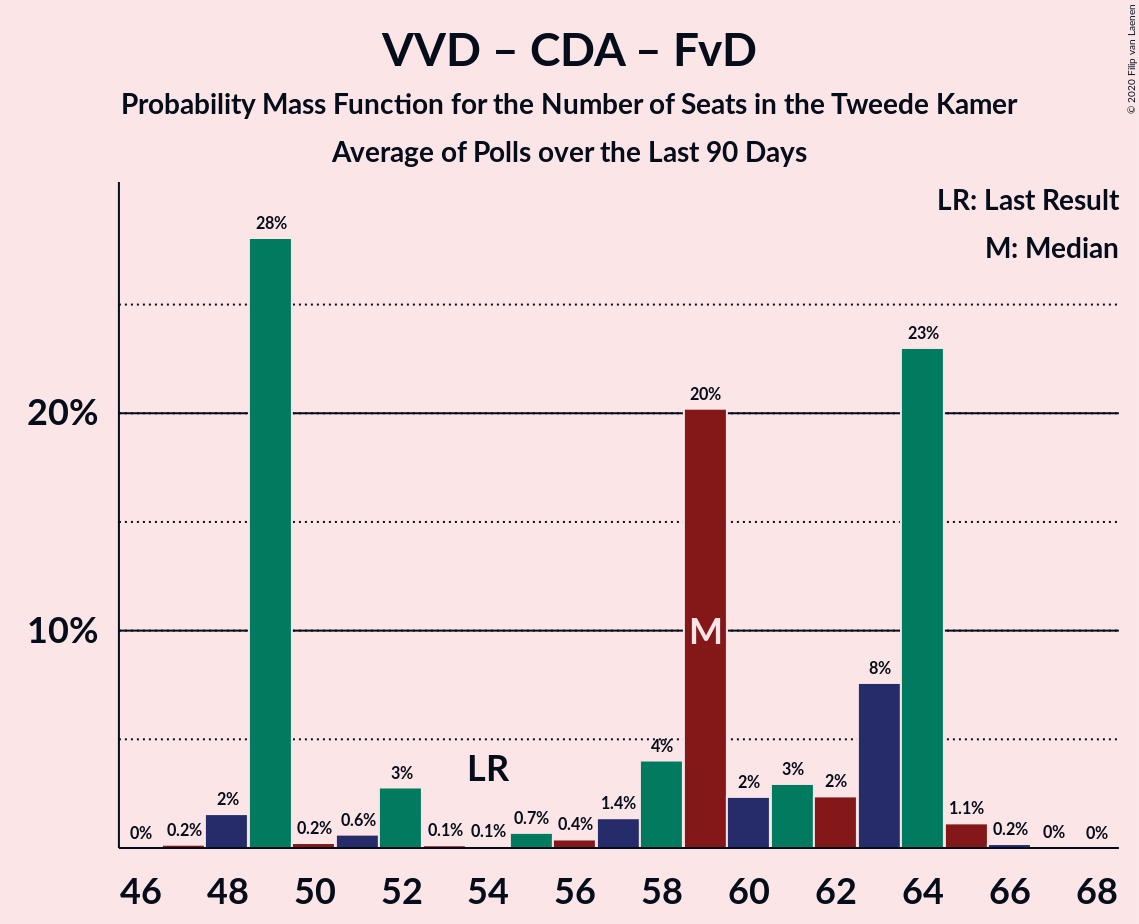 VVD – CDA – FvD
Probability Mass Function for the Number of Seats in the Tweede Kamer
Average of Polls over the Last 90 Days
© 2020 Filip van Laenen
LR: Last Result
M: Median
28%
23%
20%
20%
M
10%
8%
4%
LR
3%
3%
2%
2%
2%
1.4%
1.1%
0% 0.2% 0.2% 0.6% 0.1% 0.1% 0.7% 0.4% 0.2% 0% 0%
46 48 50 52 54 56 58 60 62 64 66 68